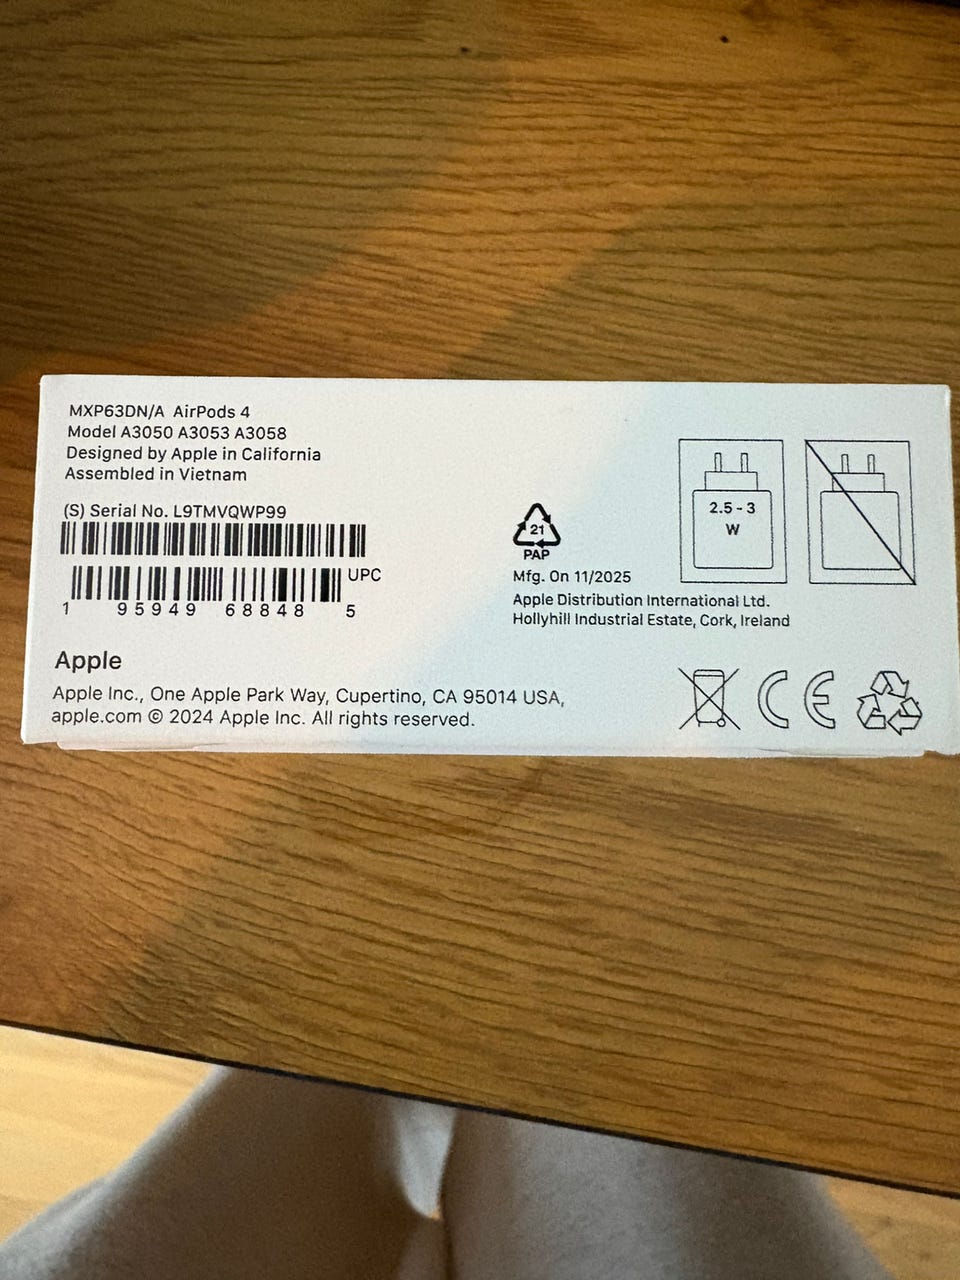 MXP63DN/A AirPods 4
Model A3050 A3053 A3058
Designed by Apple in California
Assembled in Vietnam
(S) Serial No. L9TMVQWP99
UPC
1 95949 68848 5
21
PAP
Mfg. On 11/2025
Apple Distribution International Ltd.
Hollyhill Industrial Estate, Cork, Ireland
2.5 - 3
W
Apple
Apple Inc., One Apple Park Way, Cupertino, CA 95014 USA,
apple.com © 2024 Apple Inc. All rights reserved.
CE